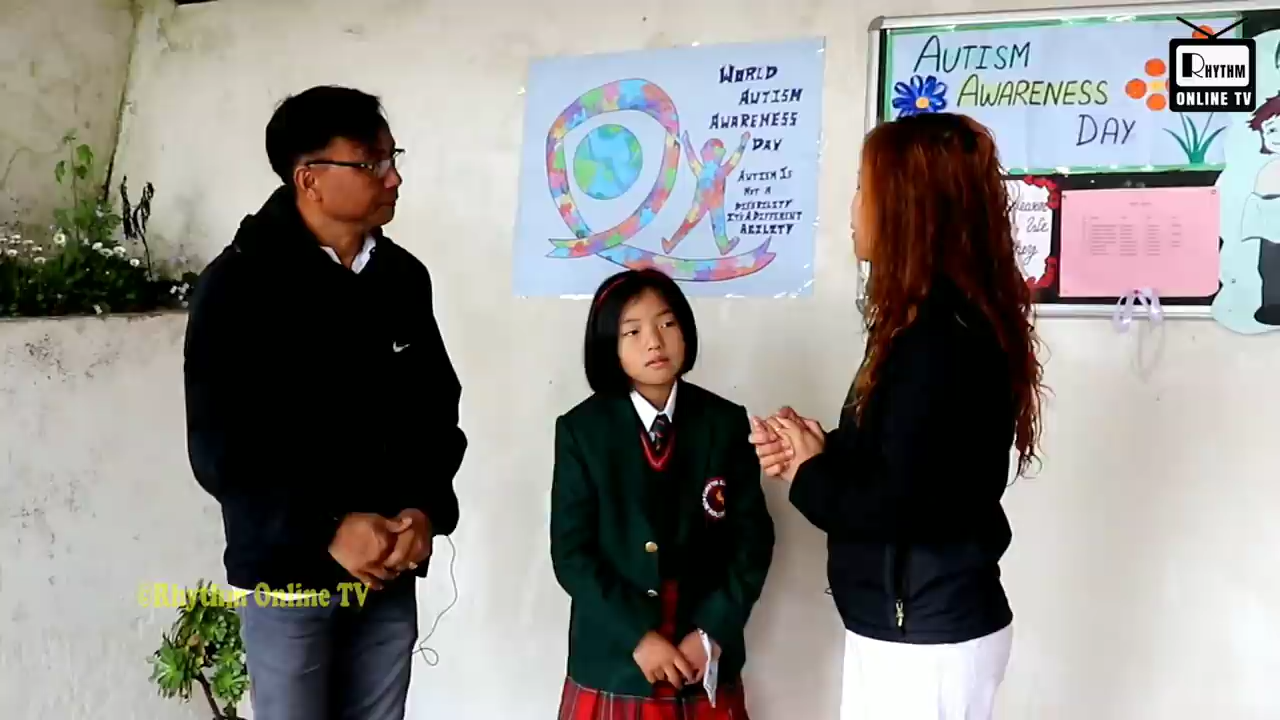 WORLD
AUTISM
AWARENESS
DAY
AUTISM IS
NOT A
DISIBILITY
IT'S A DIFFERENT
ABILITY
AUTISM
AWARENESS
DAY
RHYTHM
ONLINE TV
©Rhythm Online TV